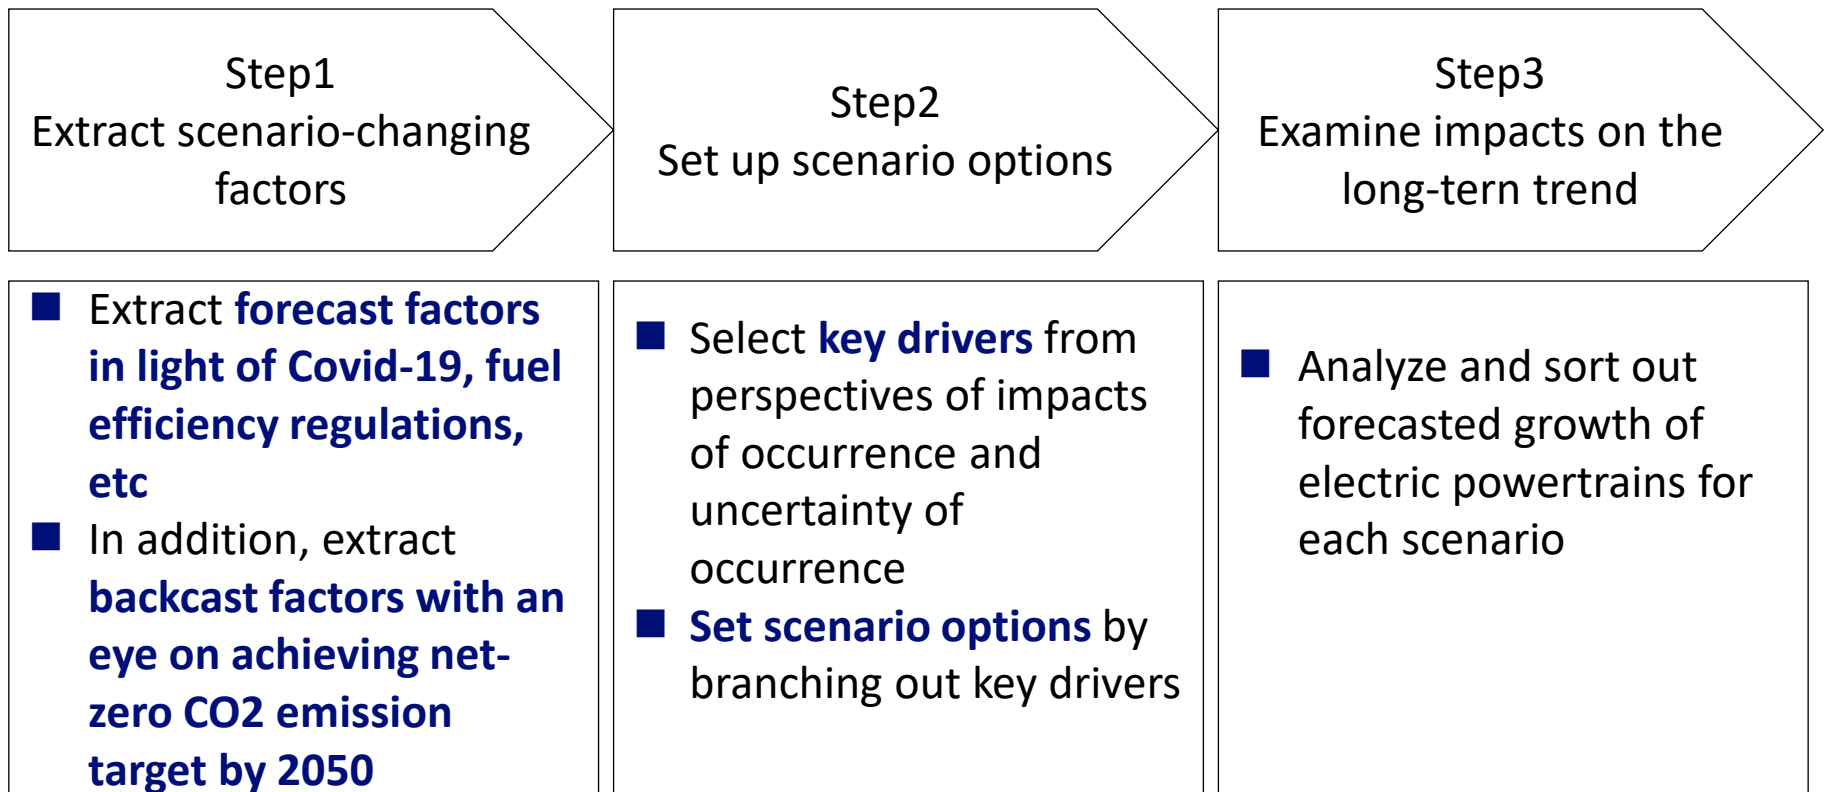 Step1
Extract scenario-changing
factors
Step2
Set up scenario options
Step3
Examine impacts on the
long-tern trend
Extract forecast factors
in light of Covid-19, fuel
efficiency regulations,
etc
In addition, extract
backcast factors with an
eye on achieving net-
zero CO2 emission
target by 2050
Select key drivers from
perspectives of impacts
of occurrence and
uncertainty of
occurrence
Set scenario options by
branching out key drivers
Analyze and sort out
forecasted growth of
electric powertrains for
each scenario